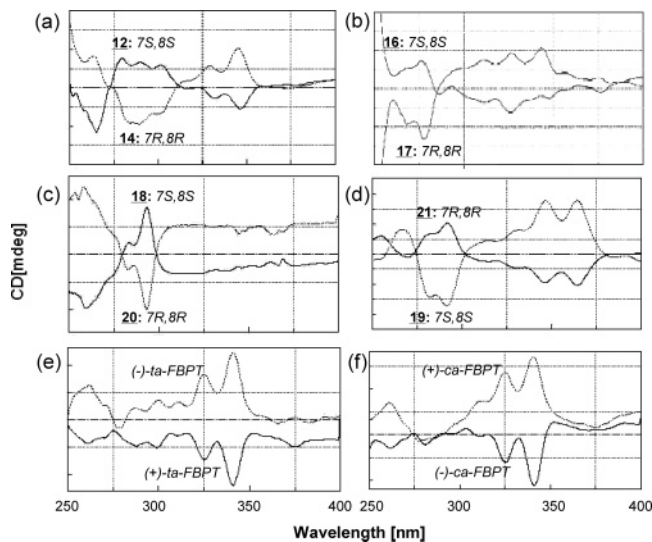 (a)
12: 7S,8S
14: 7R,8R
(b)
16: 7S,8S
17: 7R,8R
(c)
18: 7S,8S
20: 7R,8R
(d)
21: 7R,8R
19: 7S,8S
CD[mdeg]
(e)
(-)-ta-FBPT
(+)-ta-FBPT
(f)
(+)-ca-FBPT
(-)-ca-FBPT
250 300 350 400 250 300 350 400
Wavelength [nm]